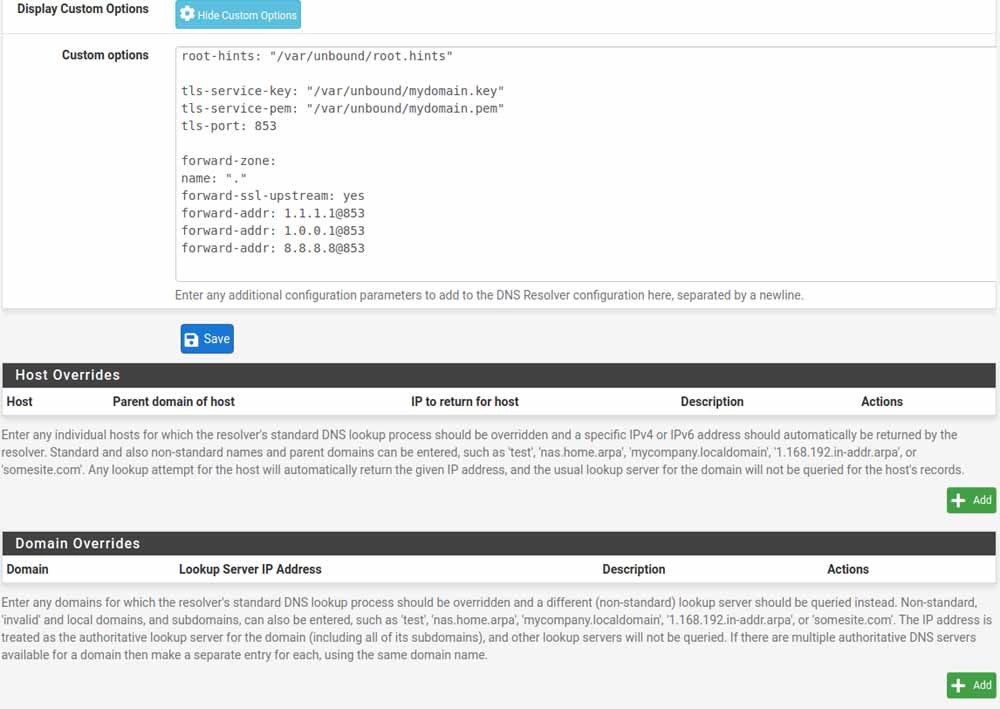 Display Custom Options
Hide Custom Options
Custom options
root-hints: "/var/unbound/root.hints"
tls-service-key: "/var/unbound/mydomain.key"
tls-service-pem: "/var/unbound/mydomain.pem"
tls-port: 853
forward-zone:
name: "."
forward-ssl-upstream: yes
forward-addr: 1.1.1.1@853
forward-addr: 1.0.0.1@853
forward-addr: 8.8.8.8@853
Enter any additional configuration parameters to add to the DNS Resolver configuration here, separated by a newline.
Save
Host Overrides
Host Parent domain of host IP to return for host Description Actions
Enter any individual hosts for which the resolver's standard DNS lookup process should be overridden and a specific IPv4 or IPv6 address should automatically be returned by the
resolver. Standard and also non-standard names and parent domains can be entered, such as 'test', 'nas.home.arpa', 'mycompany.localdomain', '1.168.192.in-addr.arpa', or
'somesite.com'. Any lookup attempt for the host will automatically return the given IP address, and the usual lookup server for the domain will not be queried for the host's records.
Add
Domain Overrides
Domain Lookup Server IP Address Description Actions
Enter any domains for which the resolver's standard DNS lookup process should be overridden and a different (non-standard) lookup server should be queried instead. Non-standard,
'invalid' and local domains, and subdomains, can also be entered, such as 'test', 'nas.home.arpa', 'mycompany.localdomain', '1.168.192.in-addr.arpa', or 'somesite.com'. The IP address is
treated as the authoritative lookup server for the domain (including all of its subdomains), and other lookup servers will not be queried. If there are multiple authoritative DNS servers
available for a domain then make a separate entry for each, using the same domain name.
Add